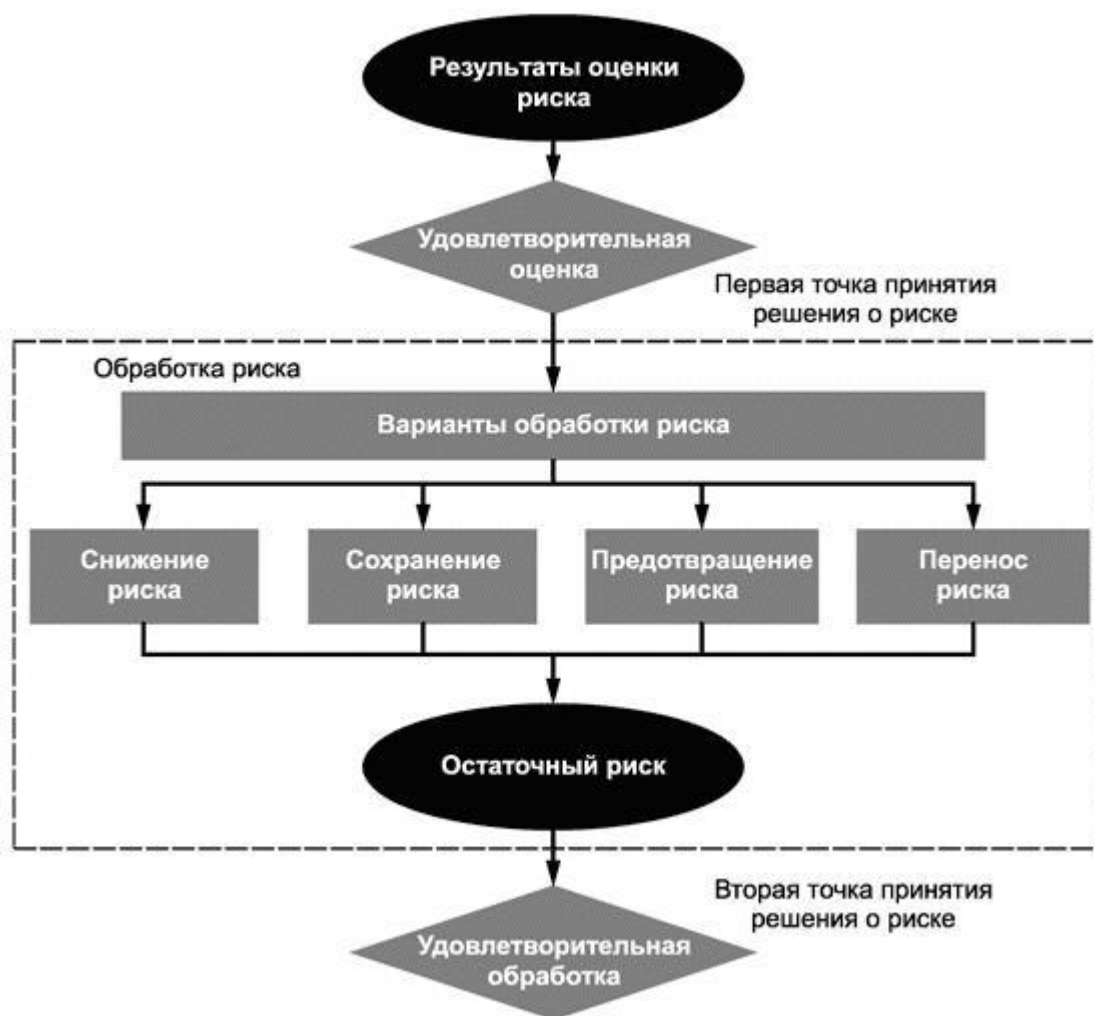 Результаты оценки
риска
Удовлетворительная
оценка
Первая точка принятия
решения о риске
Обработка риска
Варианты обработки риска
Снижение
риска
Сохранение
риска
Предотвращение
риска
Перенос
риска
Остаточный риск
Вторая точка принятия
решения о риске
Удовлетворительная
обработка